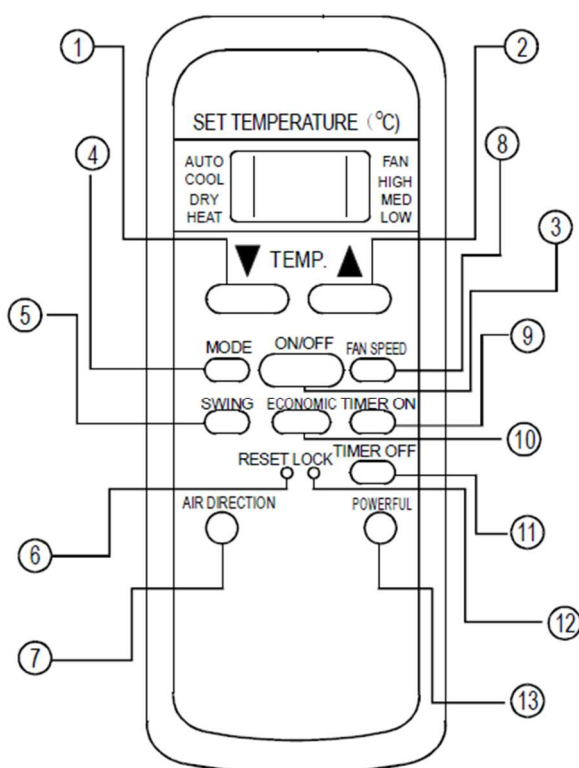 1
2
SET TEMPERATURE (°C)
4
8
AUTO
COOL
DRY
HEAT
FAN
HIGH
MED
LOW
3
▼ TEMP. ▲
5
9
MODE ON/OFF FAN SPEED
SWING ECONOMIC TIMER ON
10
RESET LOCK TIMER OFF
AIR DIRECTION POWERFUL
6
11
12
7
13